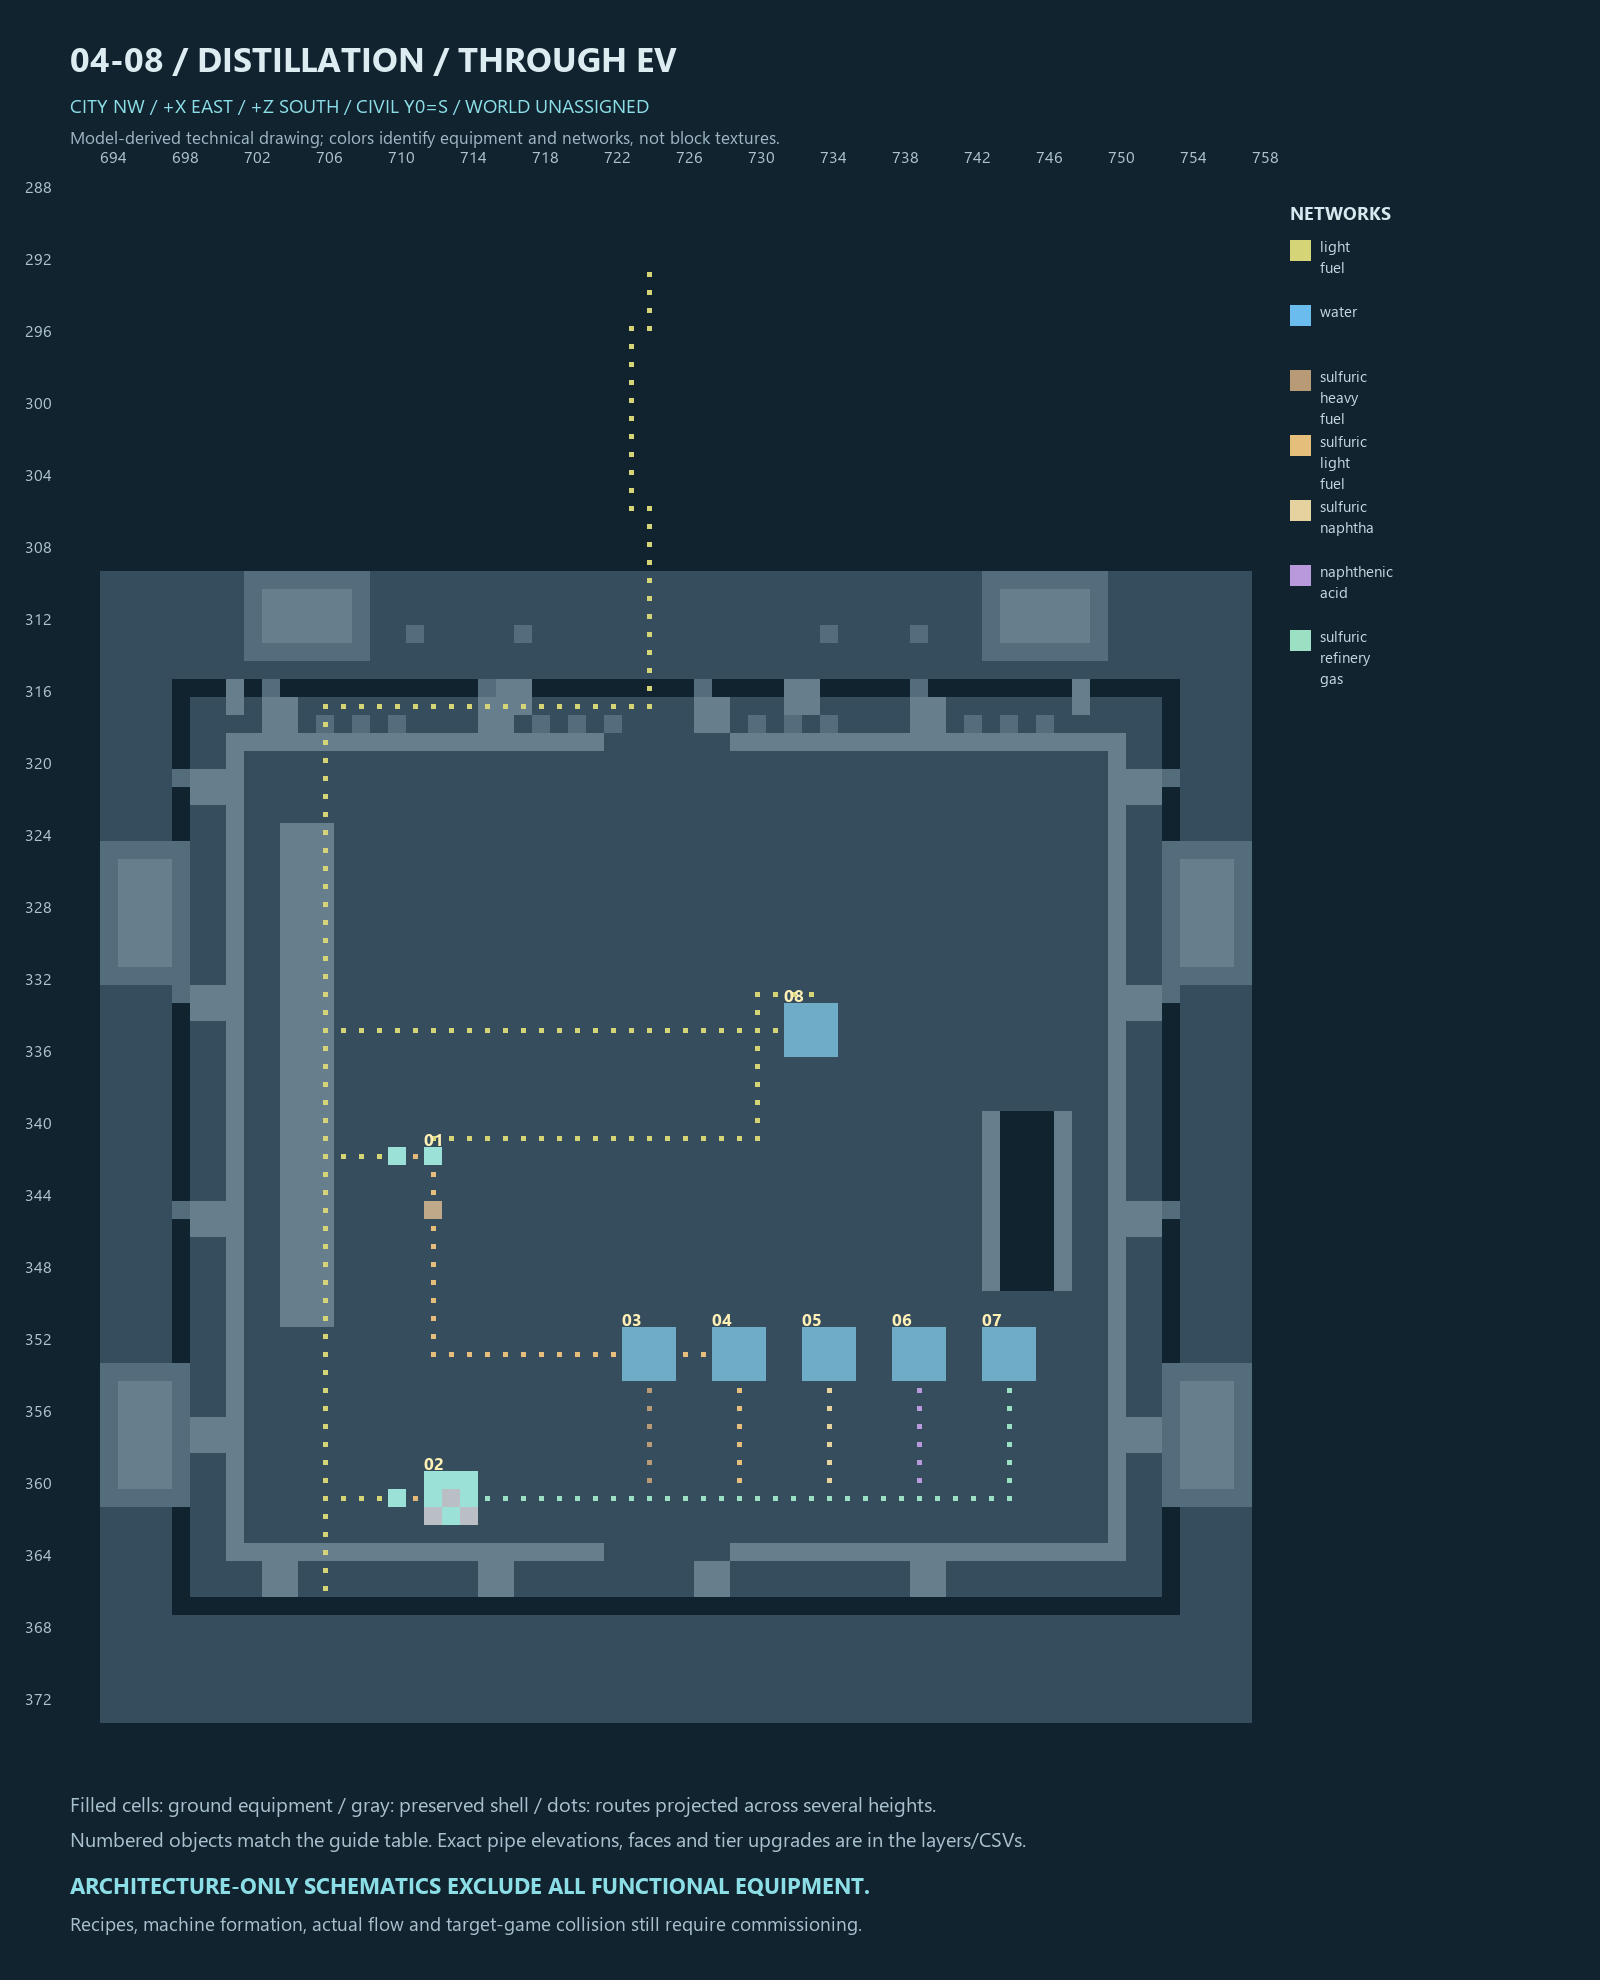 04-08 / DISTILLATION / THROUGH EV
CITY NW / +X EAST / +Z SOUTH / CIVIL Y0=S / WORLD UNASSIGNED
Model-derived technical drawing; colors identify equipment and networks, not block textures.
694 698 702 706 710 714 718 722 726 730 734 738 742 746 750 754 758
288
NETWORKS
light
fuel
292
water
296
sulfuric
heavy
fuel
300
sulfuric
light
fuel
304
sulfuric
naphtha
308
naphthenic
acid
312
sulfuric
refinery
gas
316
320
324
328
332
08
336
340
01
344
348
03 04 05 06 07
352
356
02
360
364
368
372
Filled cells: ground equipment / gray: preserved shell / dots: routes projected across several heights.
Numbered objects match the guide table. Exact pipe elevations, faces and tier upgrades are in the layers/CSVs.
ARCHITECTURE-ONLY SCHEMATICS EXCLUDE ALL FUNCTIONAL EQUIPMENT.
Recipes, machine formation, actual flow and target-game collision still require commissioning.